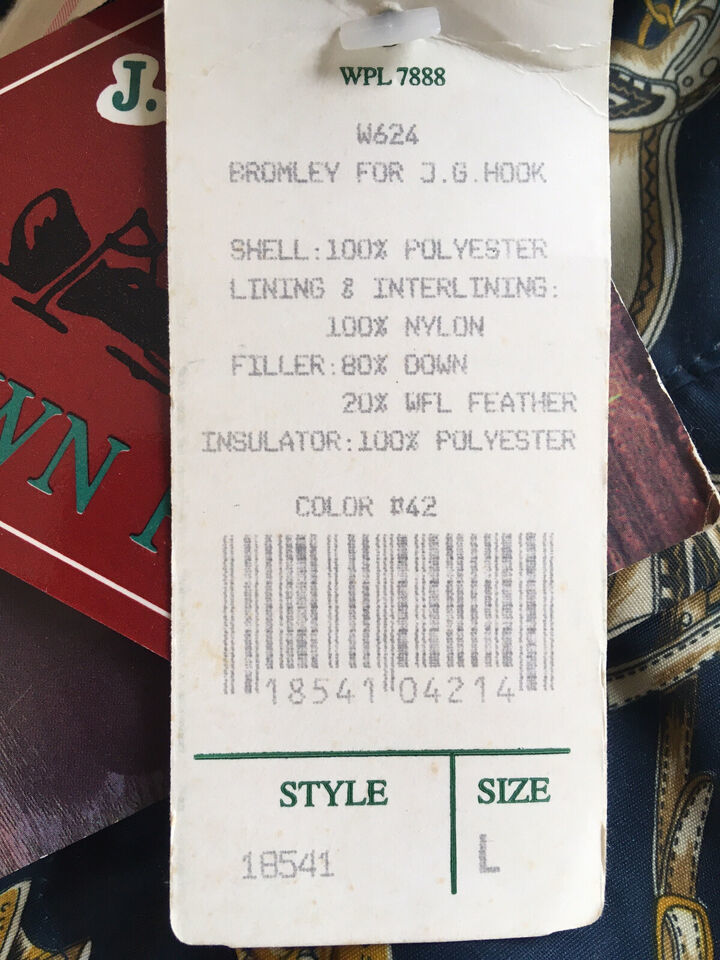 J.
WPL 7888
W624
BROMLEY FOR J.G.HOOK
SHELL:100% POLYESTER
LINING & INTERLINING:
100% NYLON
FILLER:80% DOWN
20% WFL FEATHER
INSULATOR:100% POLYESTER
COLOR #42
18541 04214
STYLE
SIZE
18541
L
WN